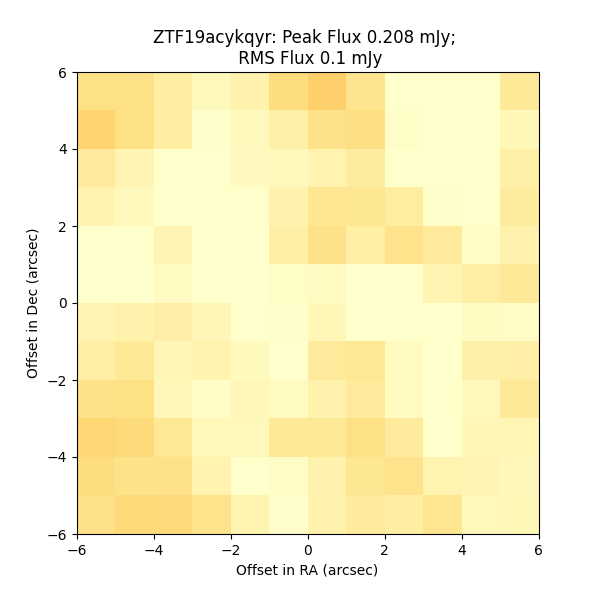 ZTF19acykqyr: Peak Flux 0.208 mJy;
RMS Flux 0.1 mJy
6
4
2
0
−2
−4
−6
Offset in Dec (arcsec)
−6 −4 −2 0 2 4 6
Offset in RA (arcsec)